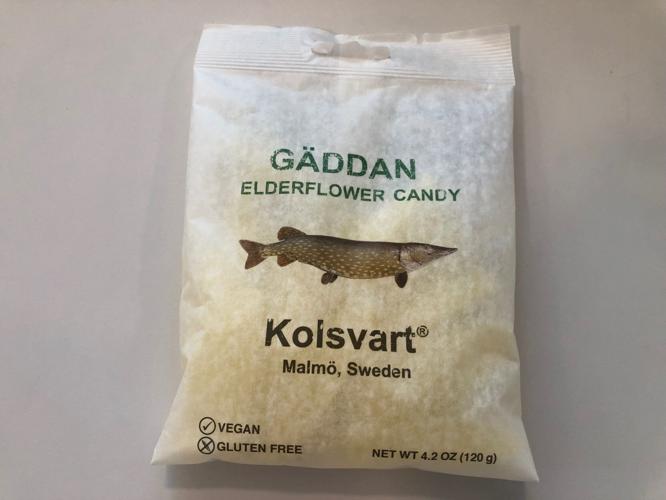 GÄDDAN
ELDERFLOWER CANDY
Kolsvart®
Malmö, Sweden
VEGAN
GLUTEN FREE
NET WT 4.2 OZ (120 g)